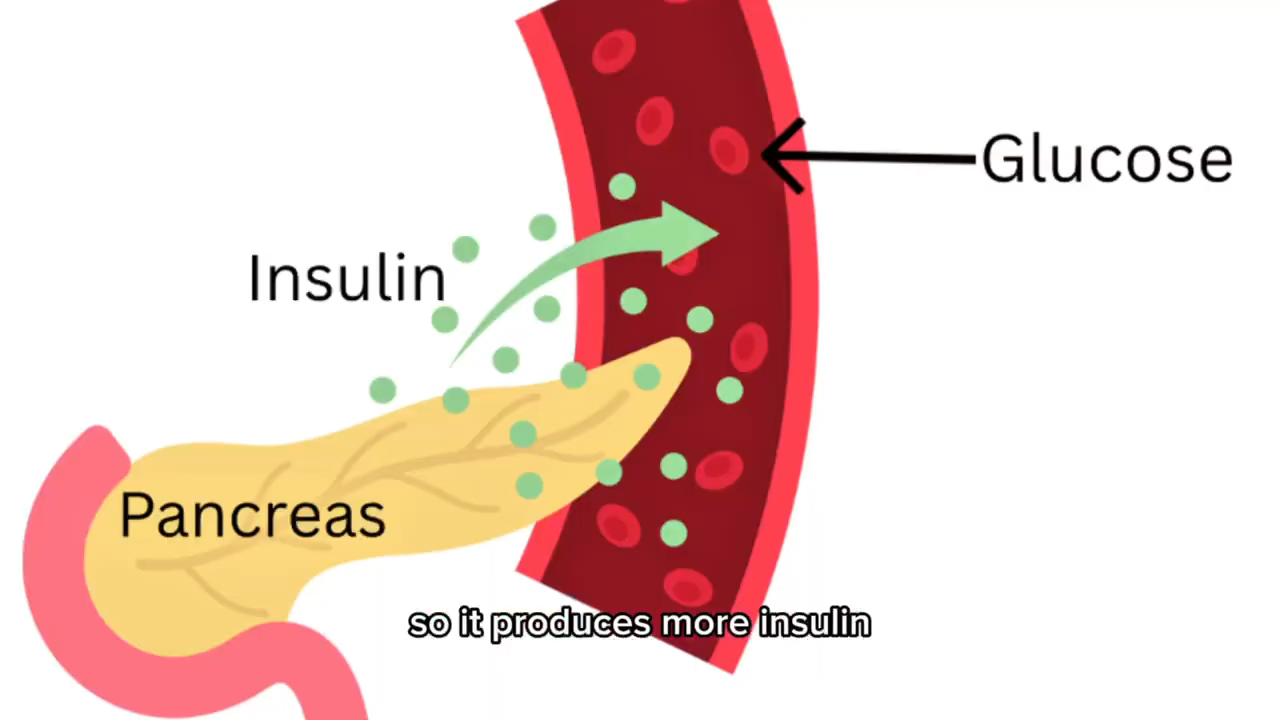 Glucose
Insulin
Pancreas
so it produces more insulin